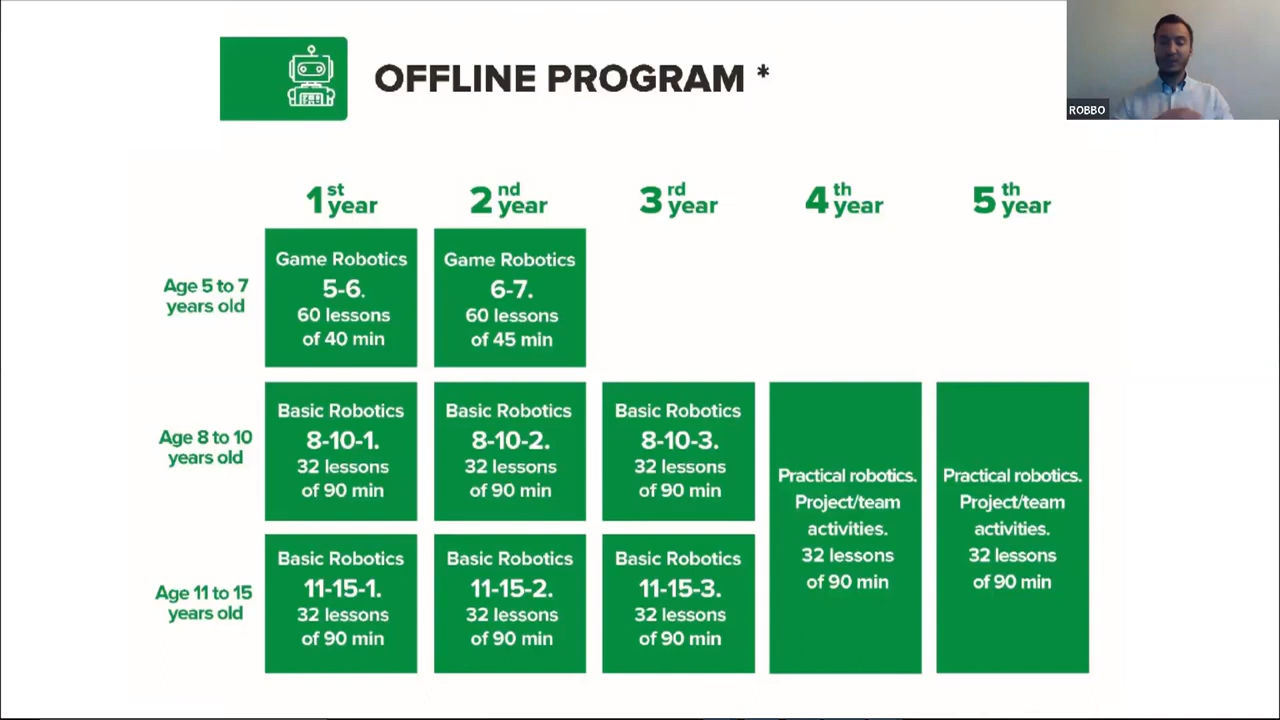 OFFLINE PROGRAM *
ROBBO
1st year
2nd year
3rd year
4th year
5th year
Age 5 to 7
years old
Game Robotics
5-6.
60 lessons
of 40 min
Game Robotics
6-7.
60 lessons
of 45 min
Age 8 to 10
years old
Basic Robotics
8-10-1.
32 lessons
of 90 min
Basic Robotics
8-10-2.
32 lessons
of 90 min
Basic Robotics
8-10-3.
32 lessons
of 90 min
Practical robotics.
Project/team
activities.
32 lessons
of 90 min
Practical robotics.
Project/team
activities.
32 lessons
of 90 min
Age 11 to 15
years old
Basic Robotics
11-15-1.
32 lessons
of 90 min
Basic Robotics
11-15-2.
32 lessons
of 90 min
Basic Robotics
11-15-3.
32 lessons
of 90 min